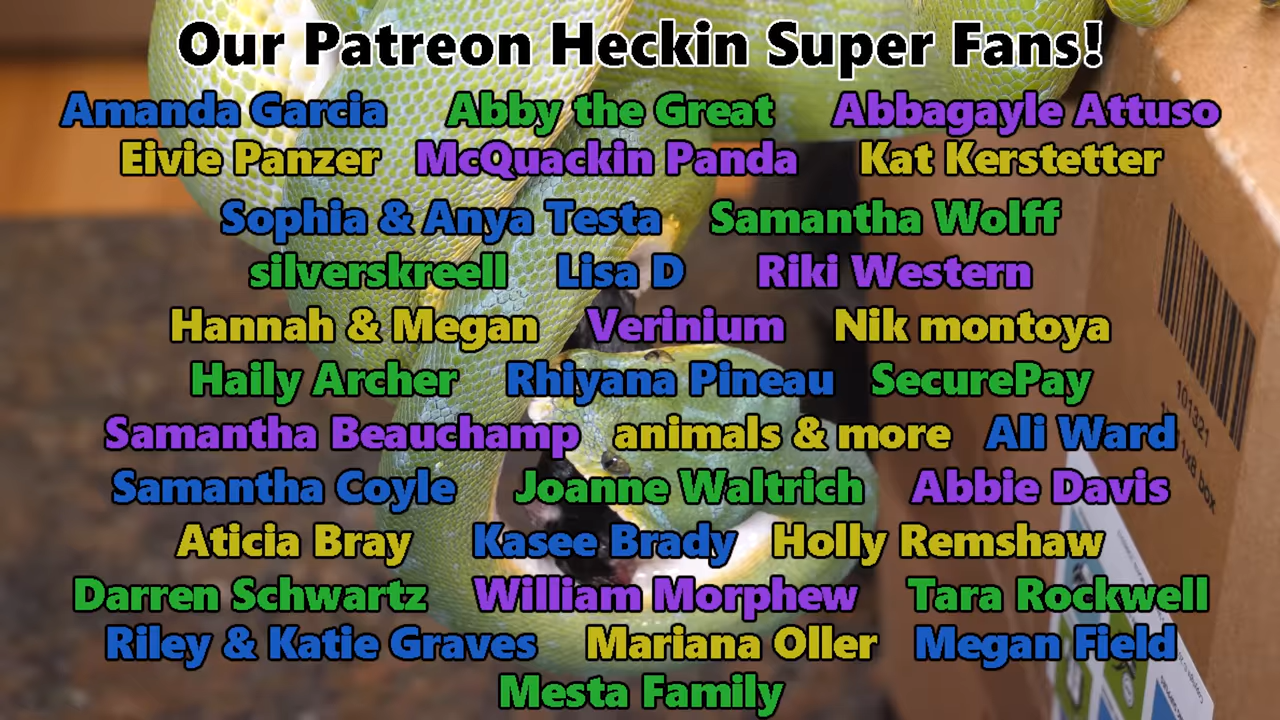 Our Patreon Heckin Super Fans!
Amanda Garcia Abby the Great Abbagayle Attuso
Eivie Panzer McQuackin Panda Kat Kerstetter
Sophia & Anya Testa Samantha Wolff
silverskreell Lisa D Riki Western
Hannah & Megan Verinium Nik montoya
Haily Archer Rhiyana Pineau SecurePay
Samantha Beauchamp animals & more Ali Ward
Samantha Coyle Joanne Waltrich Abbie Davis
Aticia Bray Kasee Brady Holly Remshaw
Darren Schwartz William Morphew Tara Rockwell
Riley & Katie Graves Mariana Oller Megan Field
Mesta Family
101321
box